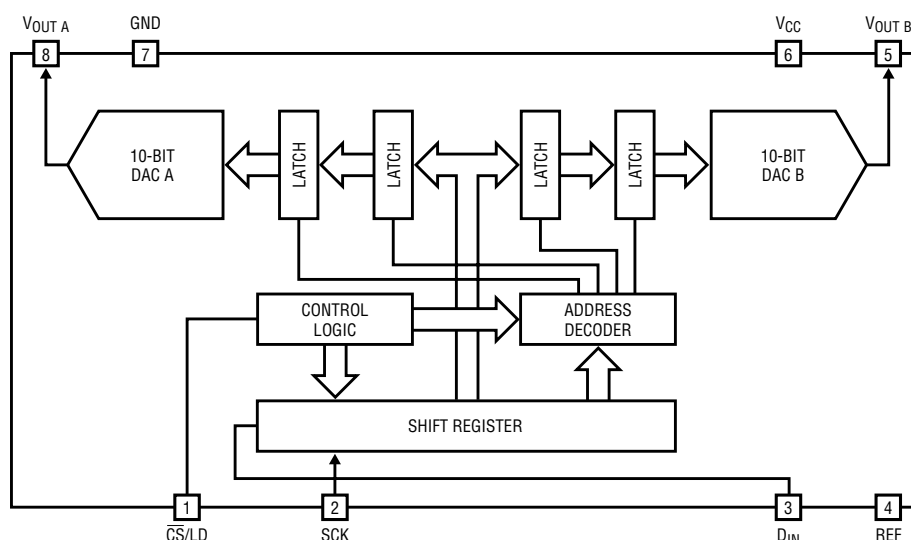 VOUT A GND VCC VOUT B
8 7 6 5
10-BIT
DAC A
LATCH
LATCH
LATCH
LATCH
10-BIT
DAC B
CONTROL
LOGIC
ADDRESS
DECODER
SHIFT REGISTER
1 2 3 4
C̅S̅/LD SCK DIN REF